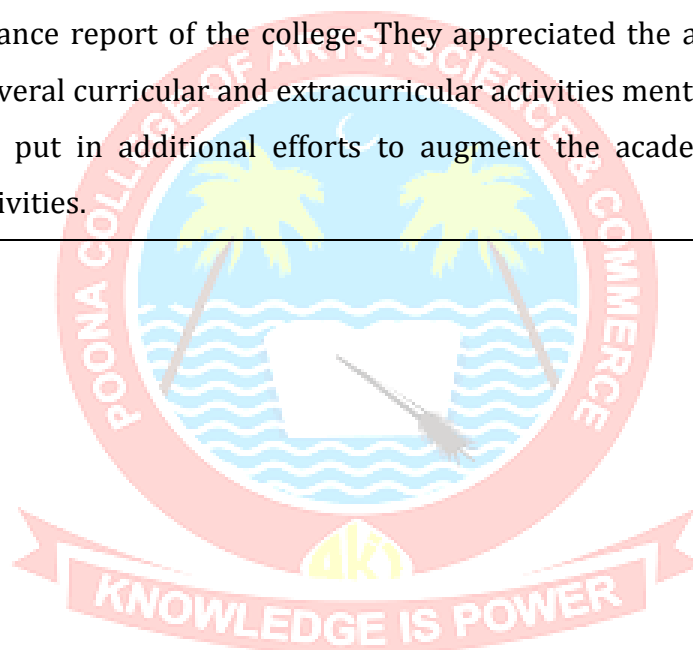 ance report of the college. They appreciated the a
veral curricular and extracurricular activities ment
put in additional efforts to augment the acade
ivities.
POONA COLLEGE OF ARTS, SCIENCE & COMMERCE
KNOWLEDGE IS POWER